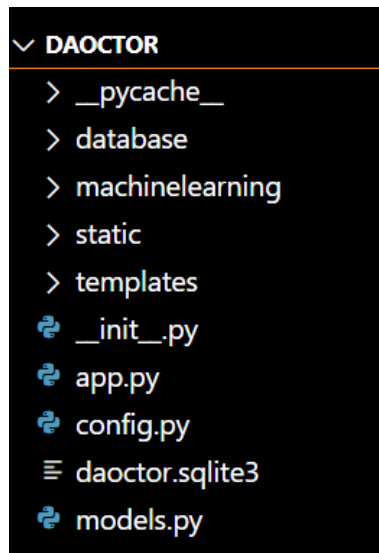 DAOCTOR
__pycache__
database
machinelearning
static
templates
__init__.py
app.py
config.py
daoctor.sqlite3
models.py